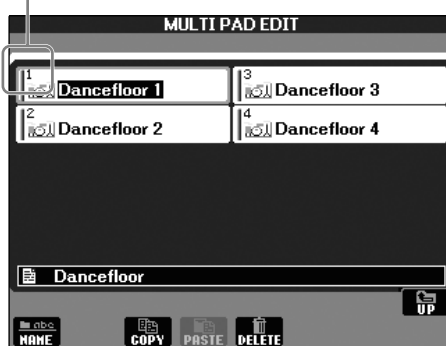 MULTI PAD EDIT
1
Dancefloor 1
3
Dancefloor 3
2
Dancefloor 2
4
Dancefloor 4
Dancefloor
UP
abc
NAME
COPY
PASTE
DELETE